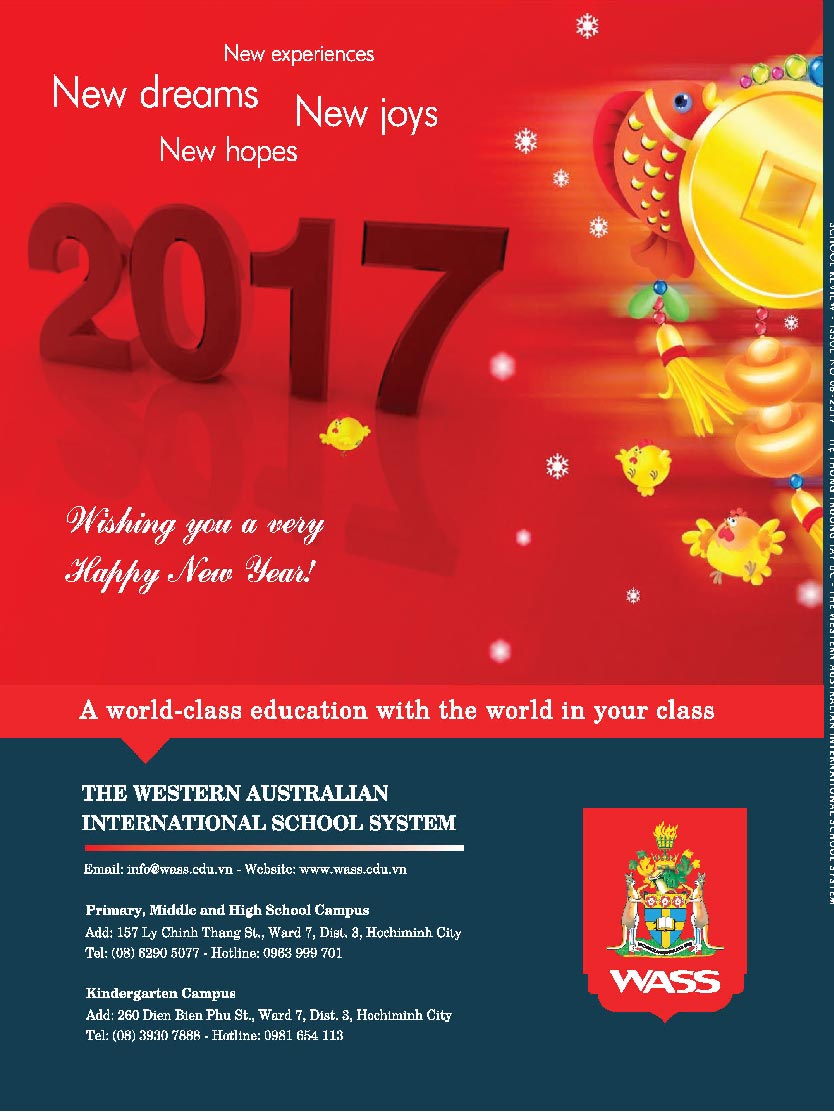 New experiences
New dreams
New joys
New hopes
2017
Wishing you a very
Happy New Year!
A world-class education with the world in your class
THE WESTERN AUSTRALIAN
INTERNATIONAL SCHOOL SYSTEM
Email: info@wass.edu.vn - Website: www.wass.edu.vn
Primary, Middle and High School Campus
Add: 157 Ly Chinh Thang St., Ward 7, Dist. 3, Hochiminh City
Tel: (08) 6290 5077 - Hotline: 0963 999 701
Kindergarten Campus
Add: 260 Dien Bien Phu St., Ward 7, Dist. 3, Hochiminh City
Tel: (08) 3930 7888 - Hotline: 0981 654 113
WASS